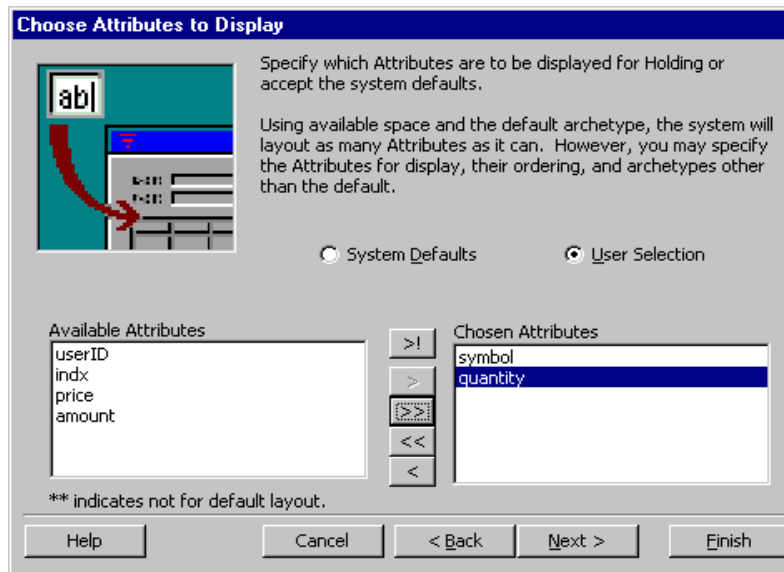 Choose Attributes to Display
Specify which Attributes are to be displayed for Holding or
accept the system defaults.
Using available space and the default archetype, the system will
layout as many Attributes as it can. However, you may specify
the Attributes for display, their ordering, and archetypes other
than the default.
ab
System Defaults
User Selection
Available Attributes
userID
indx
price
amount
>!
>
>>
<<
<
Chosen Attributes
symbol
quantity
** indicates not for default layout.
Help
Cancel
< Back
Next >
Finish